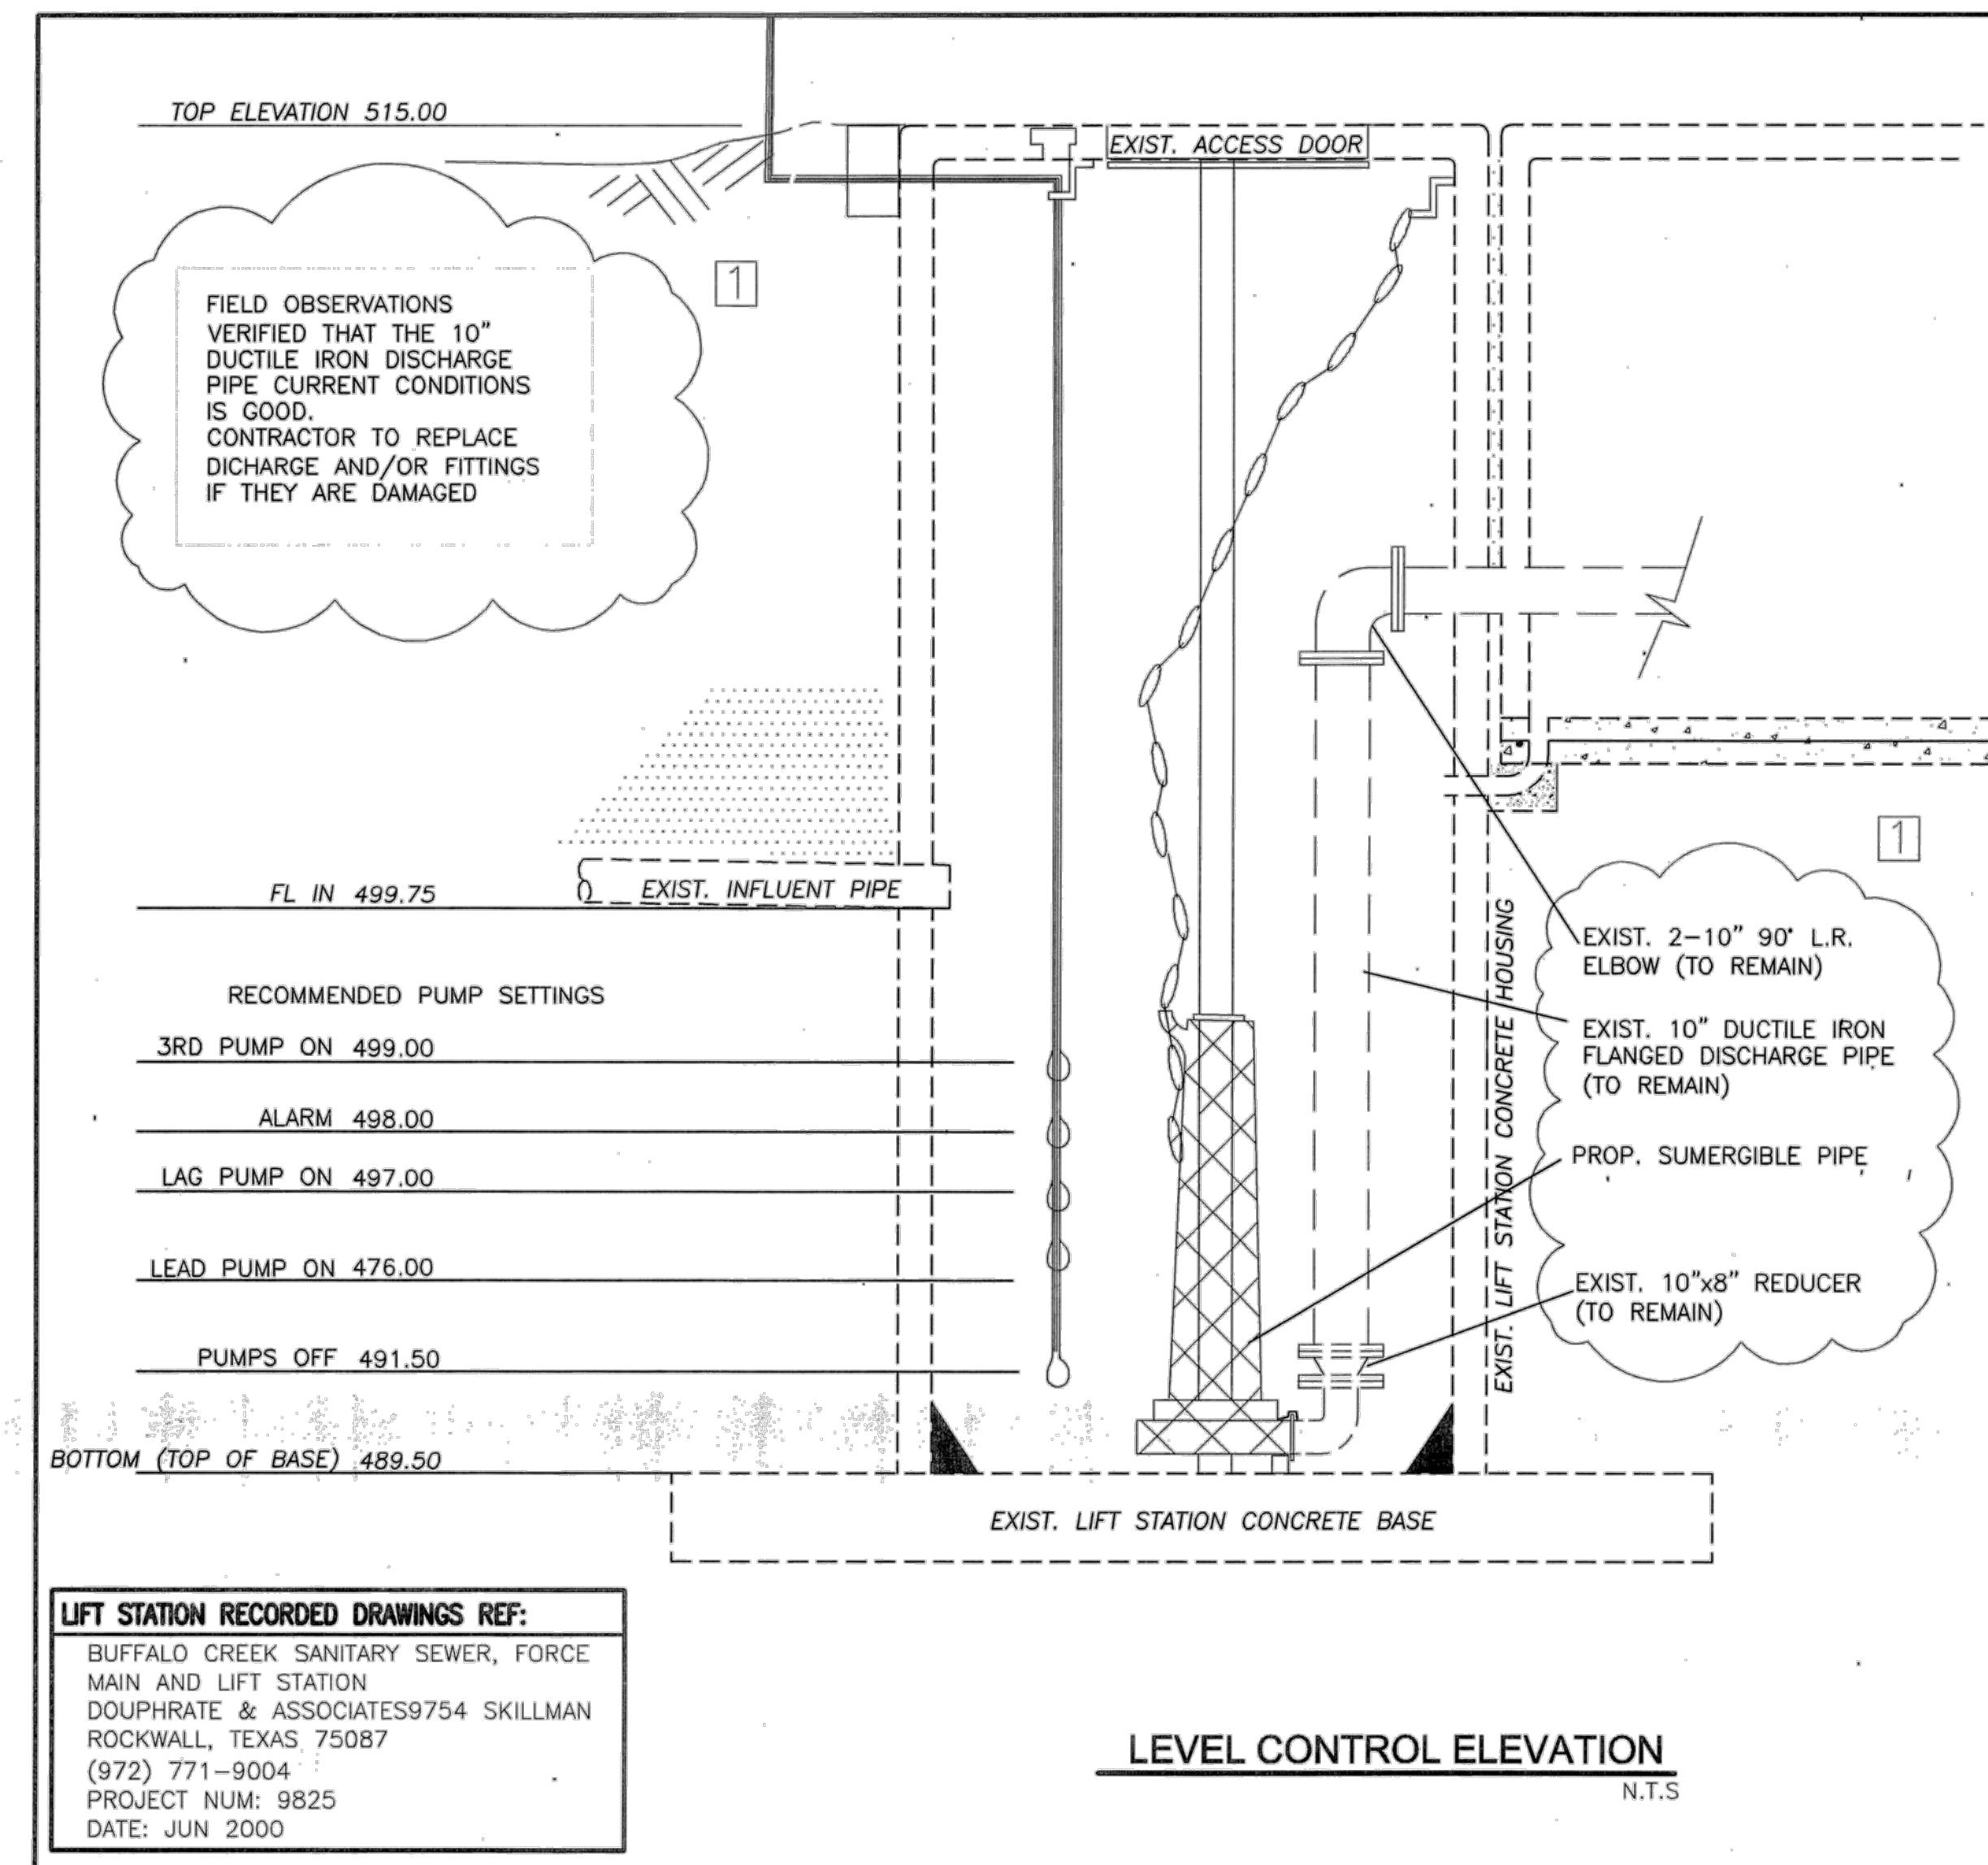 TOP ELEVATION 515.00
EXIST. ACCESS DOOR
1
FIELD OBSERVATIONS
VERIFIED THAT THE 10"
DUCTILE IRON DISCHARGE
PIPE CURRENT CONDITIONS
IS GOOD.
CONTRACTOR TO REPLACE
DICHARGE AND/OR FITTINGS
IF THEY ARE DAMAGED
FL IN 499.75
EXIST. INFLUENT PIPE
RECOMMENDED PUMP SETTINGS
3RD PUMP ON 499.00
ALARM 498.00
LAG PUMP ON 497.00
LEAD PUMP ON 476.00
PUMPS OFF 491.50
BOTTOM (TOP OF BASE) 489.50
EXIST. LIFT STATION CONCRETE HOUSING
1
EXIST. 2-10" 90° L.R.
ELBOW (TO REMAIN)
EXIST. 10" DUCTILE IRON
FLANGED DISCHARGE PIPE
(TO REMAIN)
PROP. SUMERGIBLE PIPE
EXIST. 10"x8" REDUCER
(TO REMAIN)
EXIST. LIFT STATION CONCRETE BASE
LIFT STATION RECORDED DRAWINGS REF:
BUFFALO CREEK SANITARY SEWER, FORCE
MAIN AND LIFT STATION
DOUPHRATE & ASSOCIATES9754 SKILLMAN
ROCKWALL, TEXAS 75087
(972) 771-9004
PROJECT NUM: 9825
DATE: JUN 2000
LEVEL CONTROL ELEVATION
N.T.S